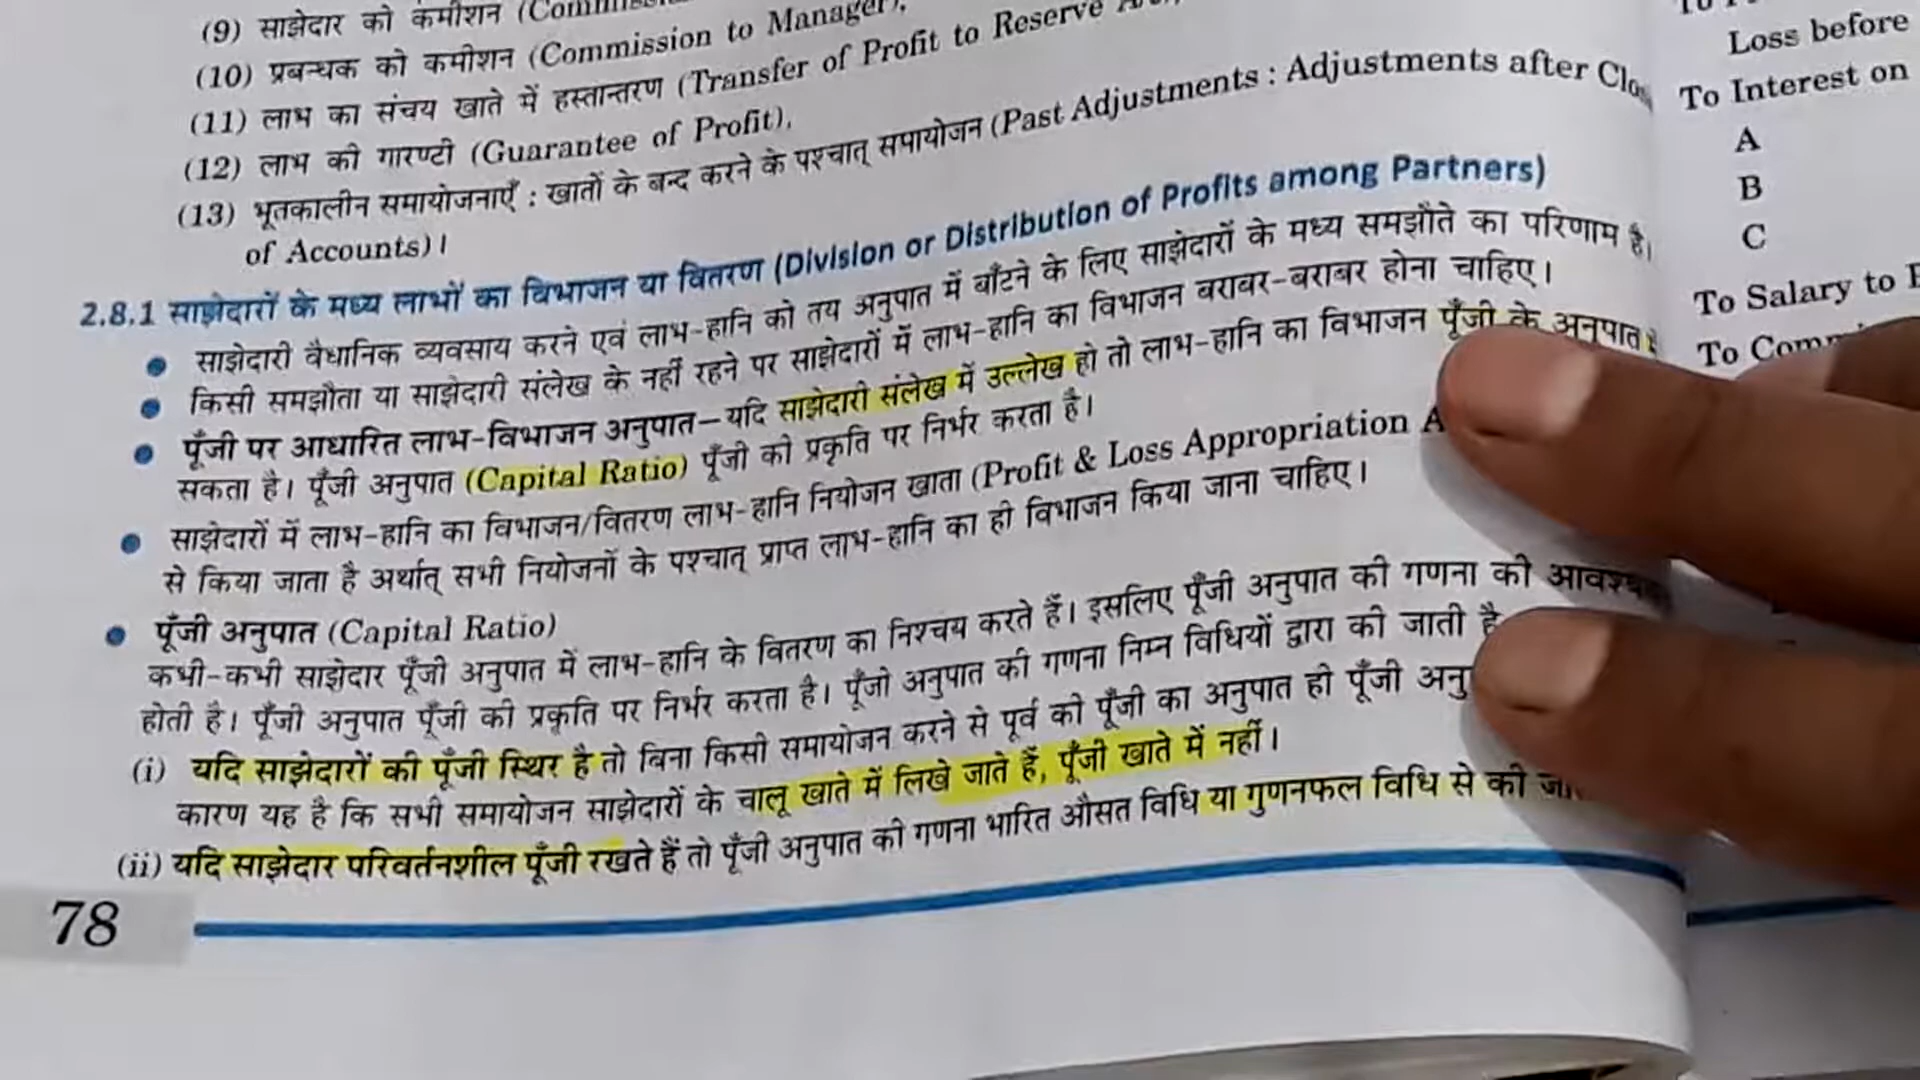 (9) साझेदार को कमीशन
(10) प्रबन्धक को कमीशन (Commission to Manager),
(11) लाभ का संचय खाते में हस्तान्तरण (Transfer of Profit to Reserve
(12) लाभ की गारण्टी (Guarantee of Profit),
(13) भूतकालीन समायोजनाएँ : खातों के बन्द करने के पश्चात् सपायोजन (Past Adjustments : Adjustments after
of Accounts)।
2.8.1 साझेदारों के मध्य लाभों का विभाजन या वितरण (Division or Distribution of Profits among Partners)
● साझेदारी वैधानिक व्यवसाय करने एवं लाभ-हानि को तय अनुपात में बाँटने के लिए साझेदारों के मध्य समझौते का परिणाम है।
● किसी समझौता या साझेदारी संलेख के नहीं रहने पर साझेदारों में लाभ-हानि का विभाजन बराबर-बराबर होना चाहिए।
● पूँजी पर आधारित लाभ-विभाजन अनुपात—यदि साझेदारी संलेख में उल्लेख हो तो लाभ-हानि का विभाजन पूँजी के अनुपात
सकता है। पूँजी अनुपात (Capital Ratio) पूँजी की प्रकृति पर निर्भर करता है।
● साझेदारों में लाभ-हानि का विभाजन/वितरण लाभ-हानि नियोजन खाता (Profit & Loss Appropriation
से किया जाता है अर्थात् सभी नियोजनों के पश्चात् प्राप्त लाभ-हानि का ही विभाजन किया जाना चाहिए।
● पूँजी अनुपात (Capital Ratio)
कभी-कभी साझेदार पूँजी अनुपात में लाभ-हानि के वितरण का निश्चय करते हैं। इसलिए पूँजी अनुपात की गणना की
होती है। पूँजी अनुपात पूँजी की प्रकृति पर निर्भर करता है। पूँजी अनुपात की गणना निम्न विधियों द्वारा की जाती है
(i) यदि साझेदारों की पूँजी स्थिर है तो बिना किसी समायोजन करने से पूर्व की पूँजी का अनुपात ही पूँजी
कारण यह है कि सभी समायोजन साझेदारों के चालू खाते में लिखे जाते हैं, पूँजी खाते में नहीं।
(ii) यदि साझेदार परिवर्तनशील पूँजी रखते हैं तो पूँजी अनुपात की गणना भारित औसत विधि या गुणनफल विधि से की
78
Loss before
To Interest on
A
B
C
To Salary to
To